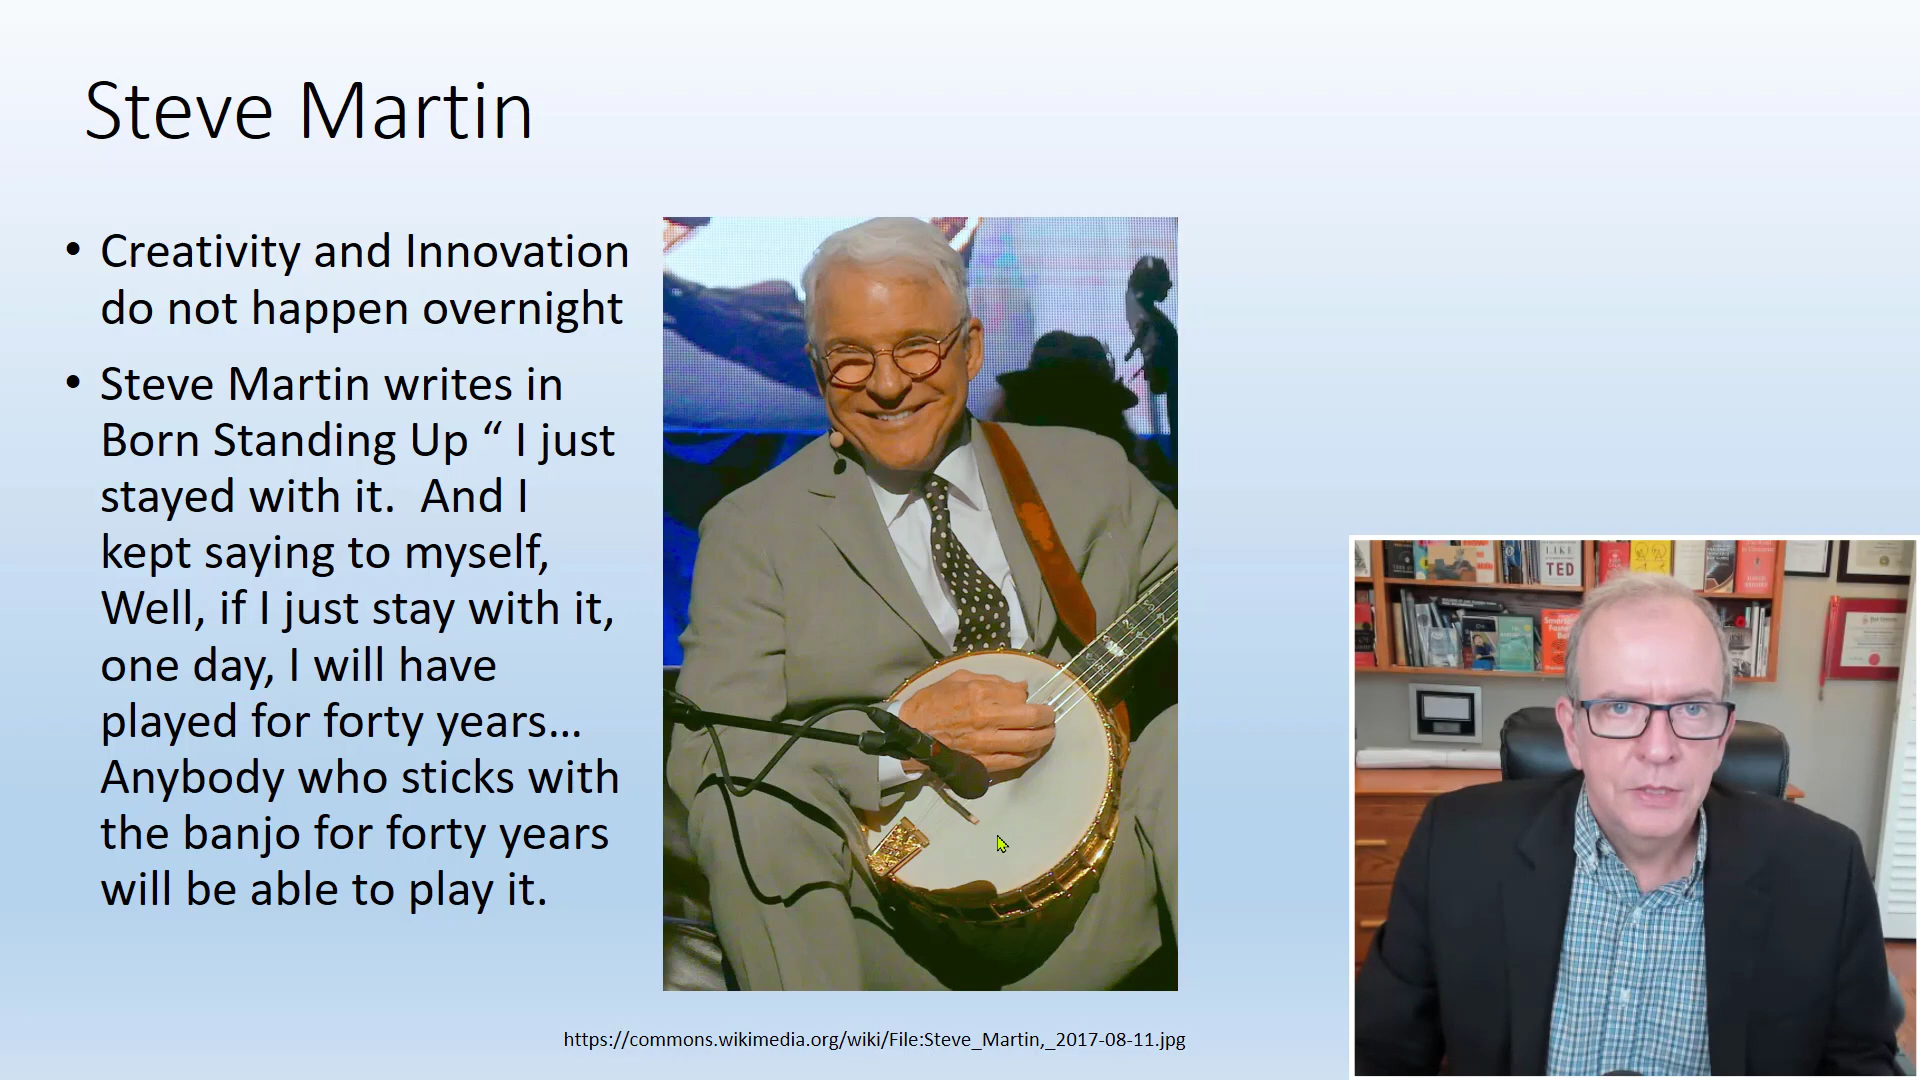 Steve Martin
• Creativity and Innovation
do not happen overnight
• Steve Martin writes in
Born Standing Up “ I just
stayed with it.  And I
kept saying to myself,
Well, if I just stay with it,
one day, I will have
played for forty years…
Anybody who sticks with
the banjo for forty years
will be able to play it.
https://commons.wikimedia.org/wiki/File:Steve_Martin,_2017-08-11.jpg
LIKE
TED